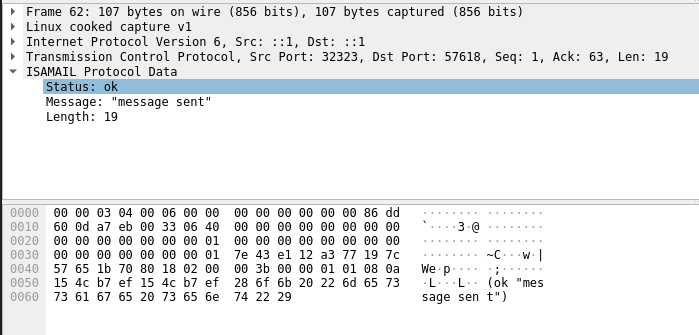 Frame 62: 107 bytes on wire (856 bits), 107 bytes captured (856 bits)
Linux cooked capture v1
Internet Protocol Version 6, Src: ::1, Dst: ::1
Transmission Control Protocol, Src Port: 32323, Dst Port: 57618, Seq: 1, Ack: 63, Len: 19
ISAMAIL Protocol Data
Status: ok
Message: "message sent"
Length: 19
0000 00 00 03 04 00 06 00 00 00 00 00 00 00 00 86 dd ········ ········
0010 60 0d a7 eb 00 33 06 40 00 00 00 00 00 00 00 00 `····3·@ ········
0020 00 00 00 00 00 00 00 01 00 00 00 00 00 00 00 00 ········ ········
0030 00 00 00 00 00 00 00 01 7e 43 e1 12 a3 77 19 7c ········ ~C···w·|
0040 57 65 1b 70 80 18 02 00 00 3b 00 00 01 01 08 0a We·p···· ·;······
0050 15 4c b7 ef 15 4c b7 ef 28 6f 6b 20 22 6d 65 73 ·L···L·· (ok "mes
0060 73 61 67 65 20 73 65 6e 74 22 29 sage sen t")